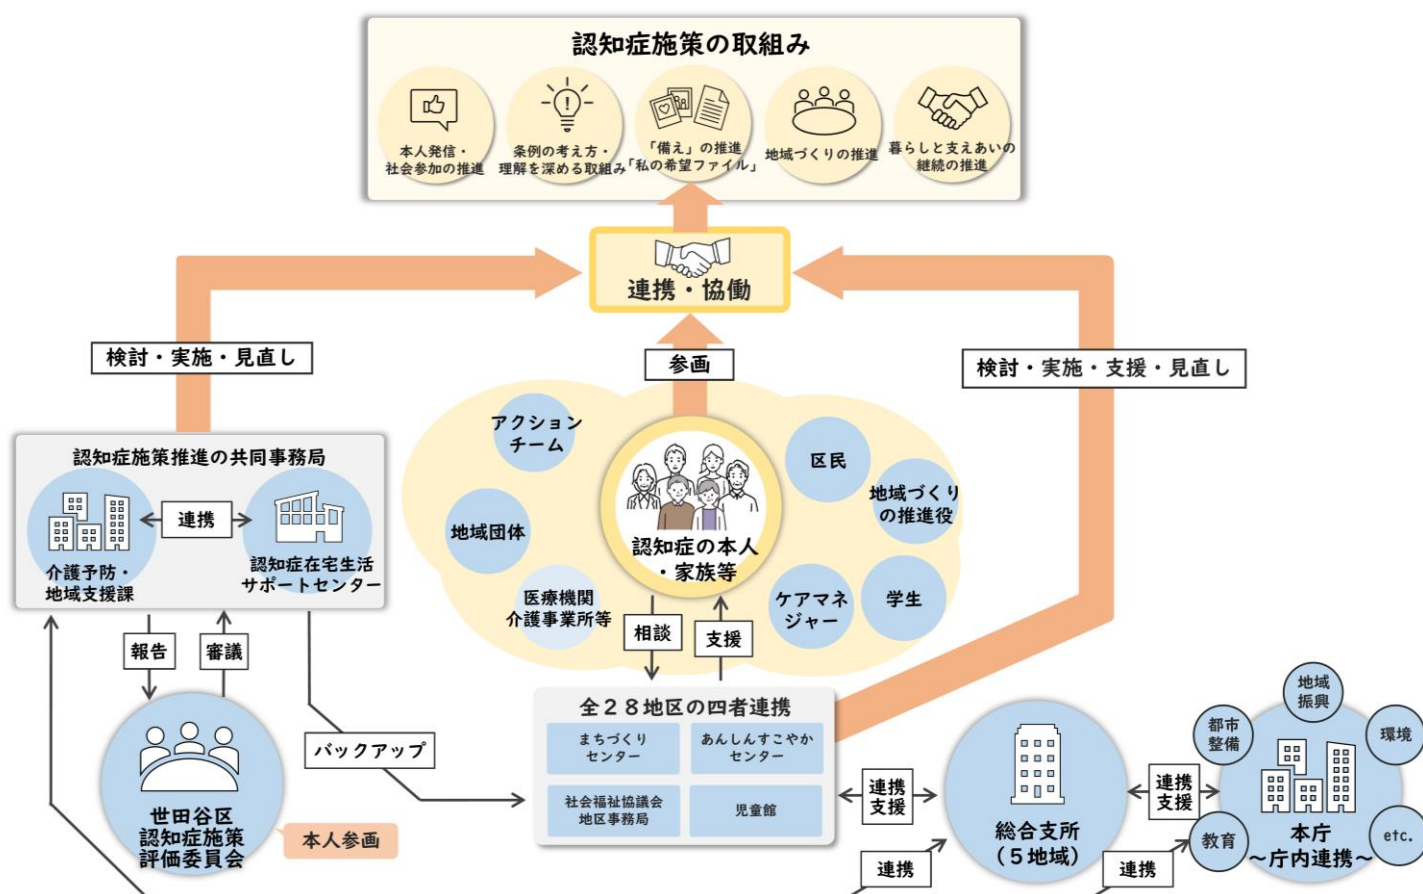 認知症施策の取組み
本人発信・
社会参加の推進
条例の考え方・
理解を深める取組み
「備え」の推進
「私の希望ファイル」
地域づくりの推進
暮らしと支えあいの
継続の推進
連携・協働
検討・実施・見直し
参画
検討・実施・支援・見直し
認知症施策推進の共同事務局
連携
介護予防・
地域支援課
認知症在宅生活
サポートセンター
アクション
チーム
地域団体
医療機関
介護事業所等
認知症の本人
・家族等
区民
地域づくり
の推進役
ケアマネ
ジャー
学生
報告
審議
相談
支援
バックアップ
世田谷区
認知症施策
評価委員会
本人参画
全28地区の四者連携
まちづくり
センター
あんしんすこやか
センター
社会福祉協議会
地区事務局
児童館
連携
支援
総合支所
(5地域)
連携
支援
地域
振興
都市
整備
環境
教育
etc.
本庁
～庁内連携～
連携
連携